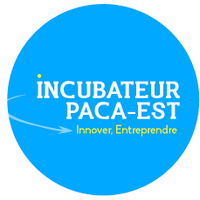 INCUBATEUR
PACA-EST
Innover, Entreprendre